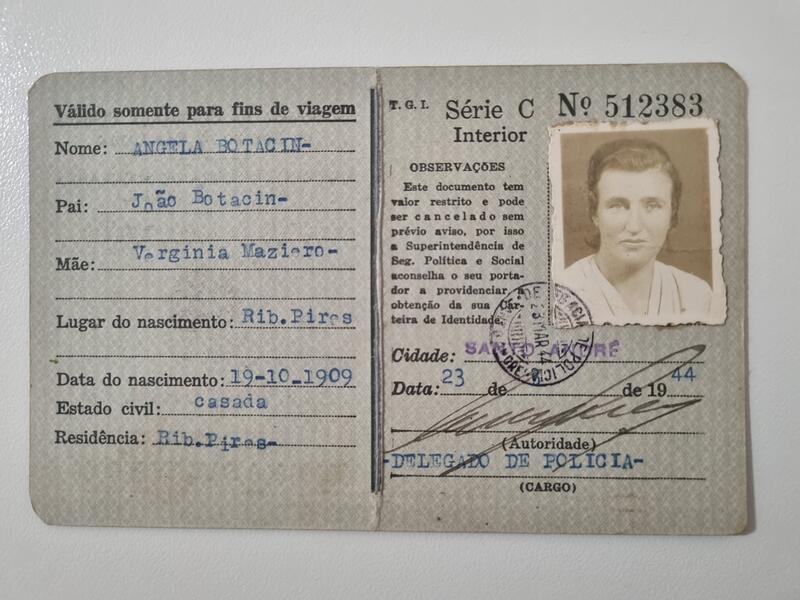 Válido somente para fins de viagem
Nome: ANGELA BOTACIN-
Pai: João Botacin-
Mãe: Verginia Maziero-
Lugar do nascimento: Rib.Pires
Data do nascimento: 19-10-1909
Estado civil: casada
Residência: Rib.Pires-
T. G. I. Série C Nº 512383
Interior
OBSERVAÇÕES
Este documento tem
valor restrito e pode
ser cancelado sem
prévio aviso, por isso
a Superintendência de
Seg. Política e Social
aconselha o seu porta-
dor a providenciar a
obtenção da sua Car-
teira de Identidade.
23 MAR
Cidade: SANTO ANDRÉ
Data: 23 de de 1944
(Autoridade)
-DELEGADO DE POLICIA-
(CARGO)